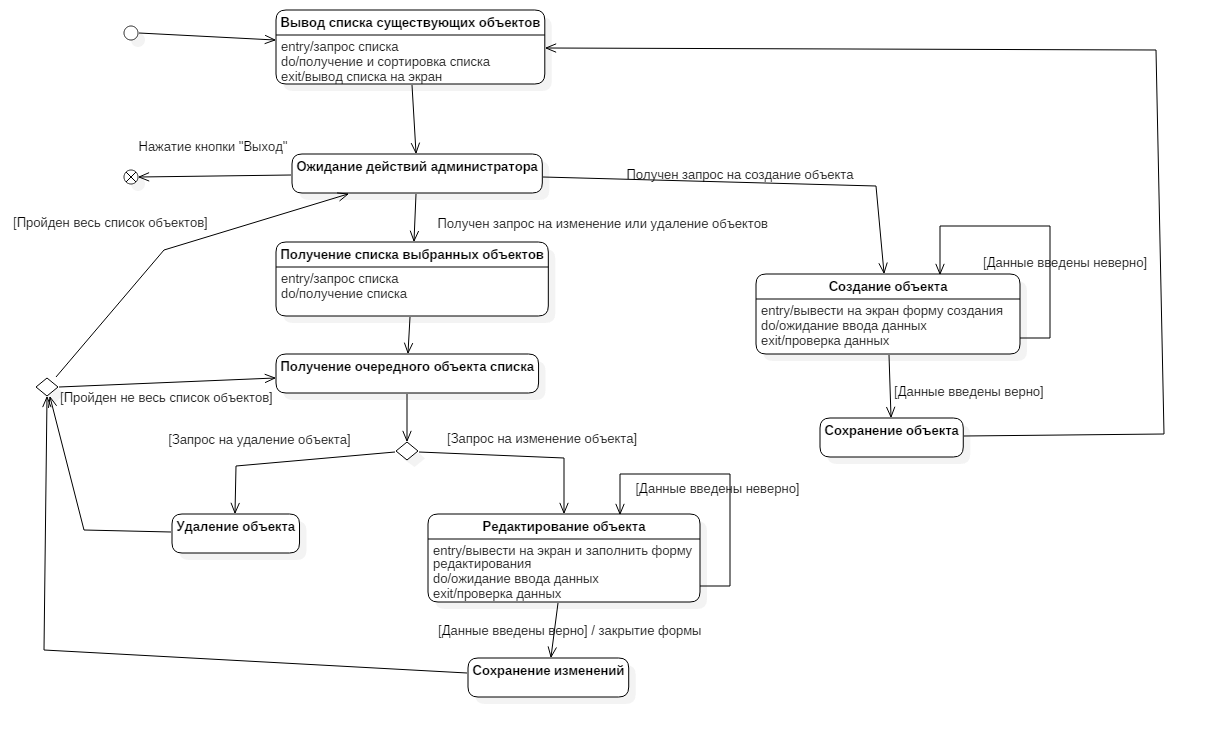 Вывод списка существующих объектов
entry/запрос списка
do/получение и сортировка списка
exit/вывод списка на экран
Нажатие кнопки "Выход"
Ожидание действий администратора
Получен запрос на создание объекта
[Пройден весь список объектов]
Получен запрос на изменение или удаление объектов
Получение списка выбранных объектов
entry/запрос списка
do/получение списка
[Данные введены неверно]
Создание объекта
entry/вывести на экран форму создания
do/ожидание ввода данных
exit/проверка данных
Получение очередного объекта списка
[Пройден не весь список объектов]
[Данные введены верно]
Сохранение объекта
[Запрос на удаление объекта]
[Запрос на изменение объекта]
[Данные введены неверно]
Удаление объекта
Редактирование объекта
entry/вывести на экран и заполнить форму
редактирования
do/ожидание ввода данных
exit/проверка данных
[Данные введены верно] / закрытие формы
Сохранение изменений